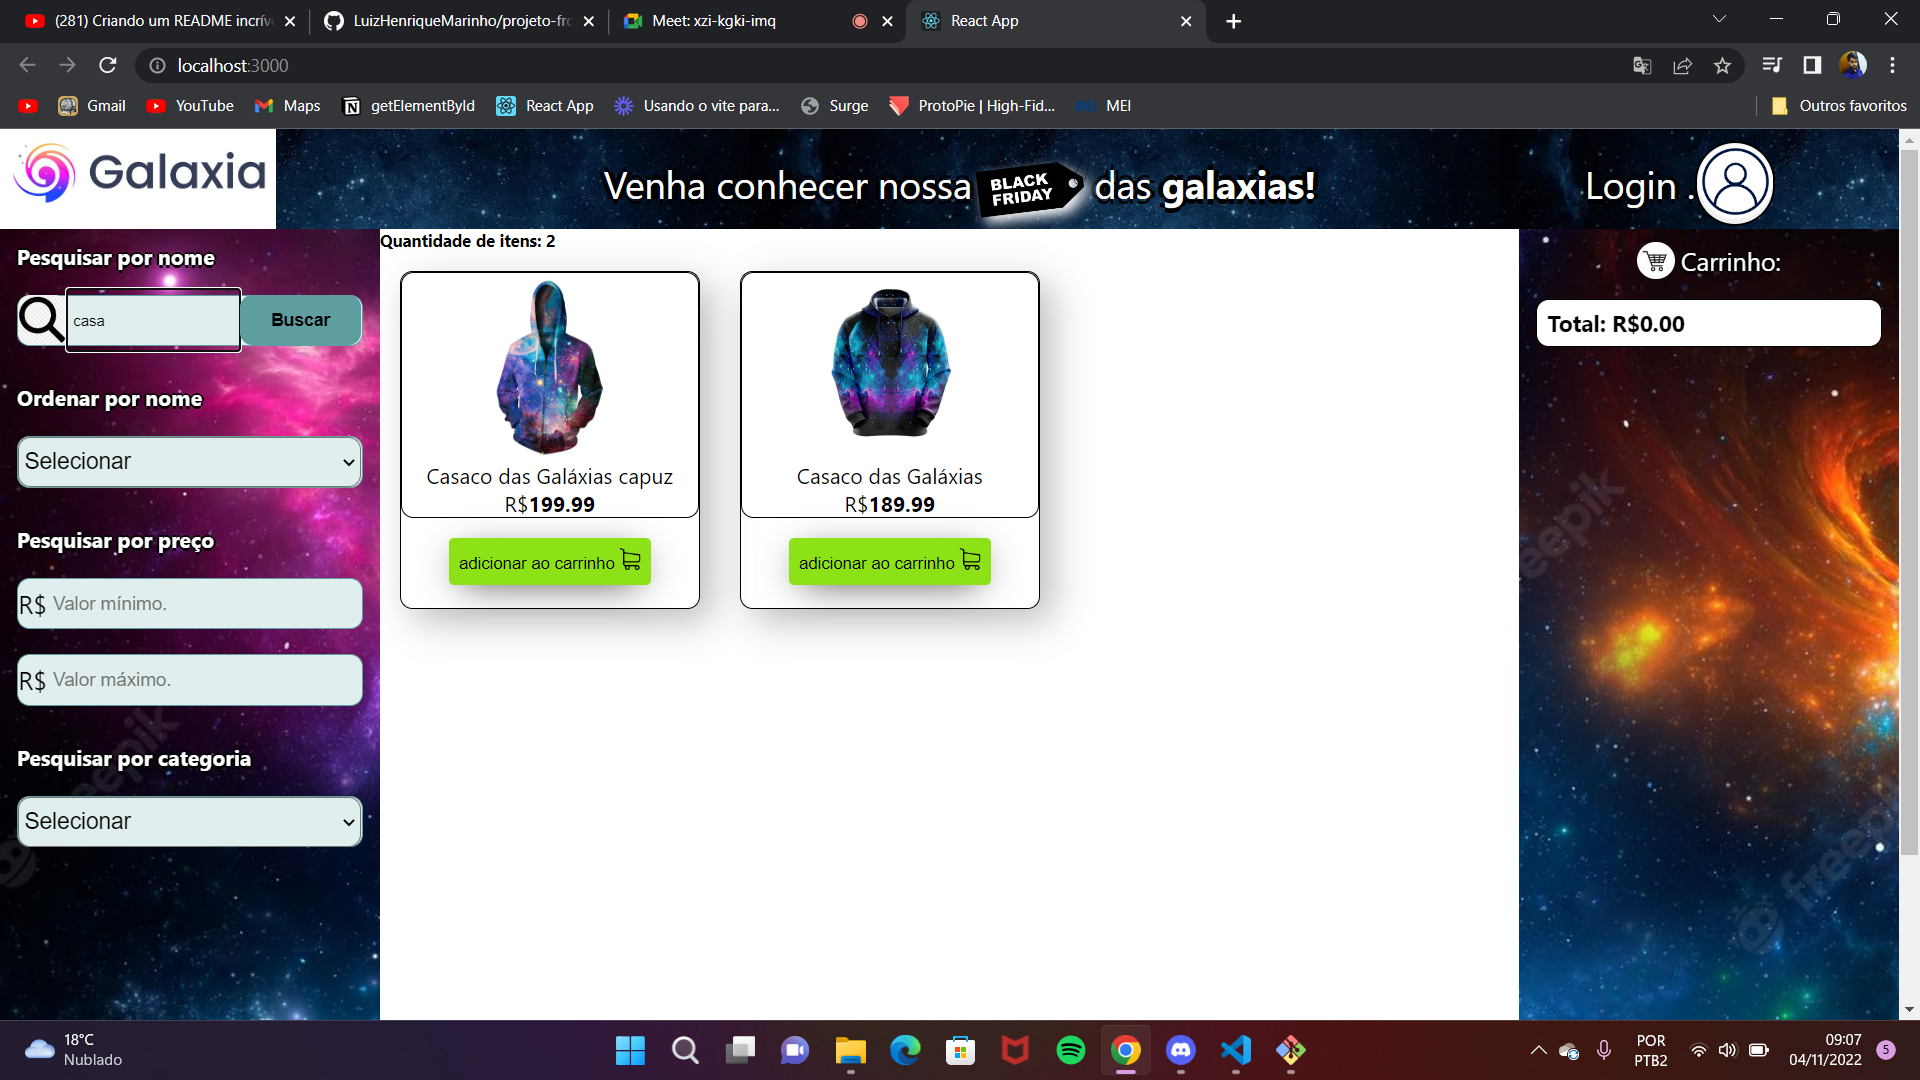 (281) Criando um README incrív
LuizHenriqueMarinho/projeto-fro
Meet: xzi-kgki-imq
React App
localhost:3000
Gmail
YouTube
Maps
getElementById
React App
Usando o vite para...
Surge
ProtoPie | High-Fid...
MEI
Outros favoritos
Galaxia
Venha conhecer nossa BLACK FRIDAY das galaxias!
Login .
Pesquisar por nome
casa
Buscar
Ordenar por nome
Selecionar
Pesquisar por preço
R$ Valor mínimo.
R$ Valor máximo.
Pesquisar por categoria
Selecionar
Quantidade de itens: 2
Casaco das Galáxias capuz
R$199.99
adicionar ao carrinho
Casaco das Galáxias
R$189.99
adicionar ao carrinho
Carrinho:
Total: R$0.00
freepik
freepik
freepik
18°C
Nublado
POR
PTB2
09:07
04/11/2022
5